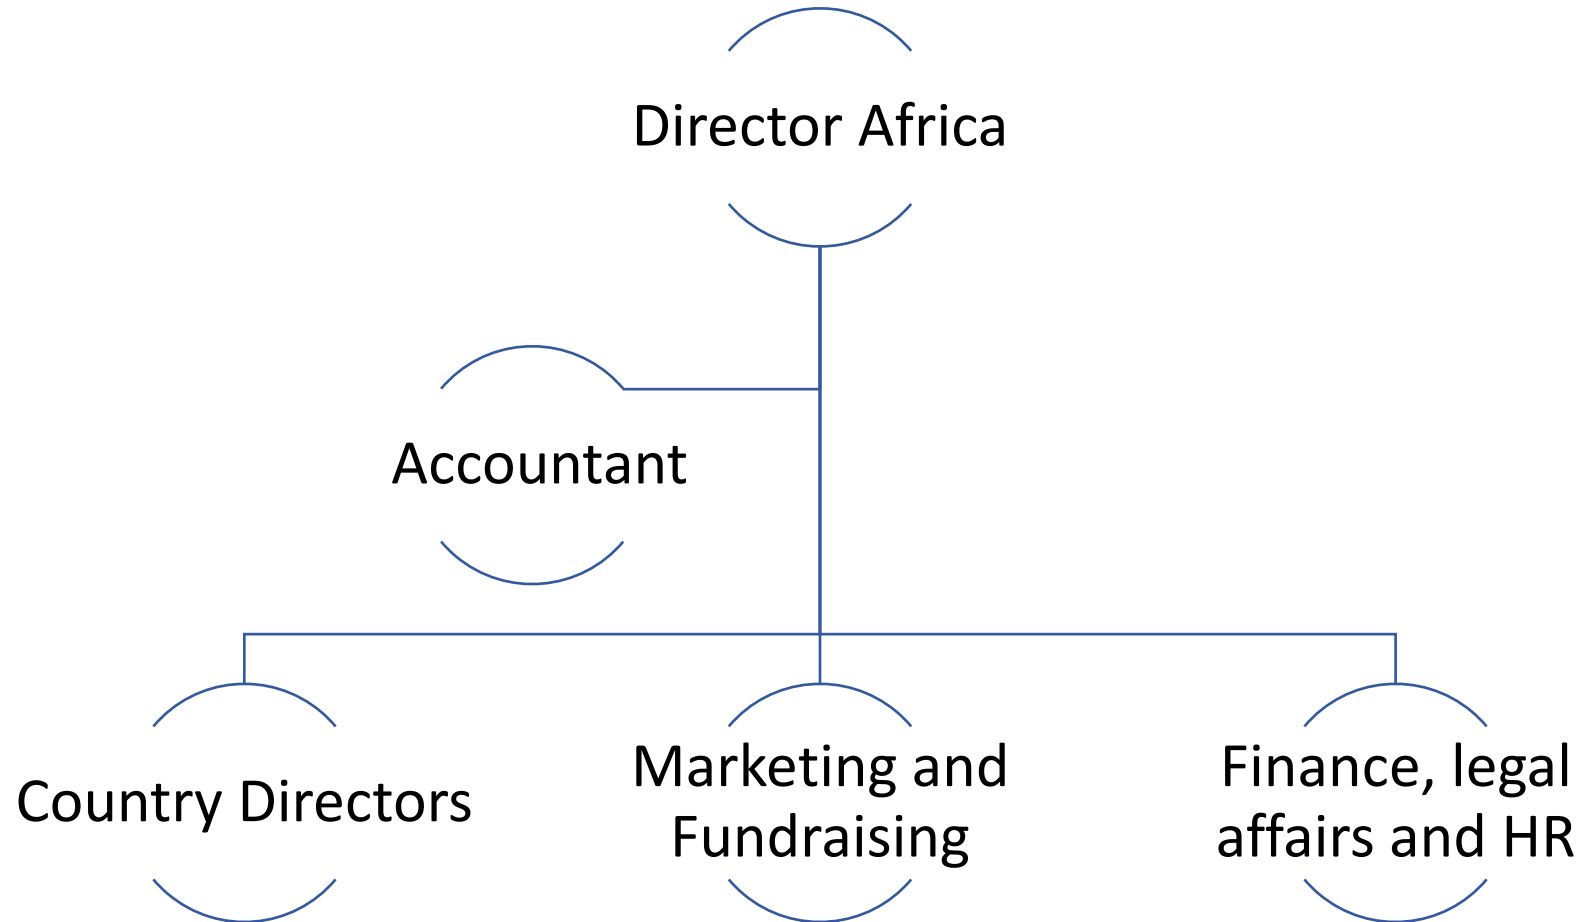 Director Africa
Accountant
Country Directors
Marketing and
Fundraising
Finance, legal
affairs and HR